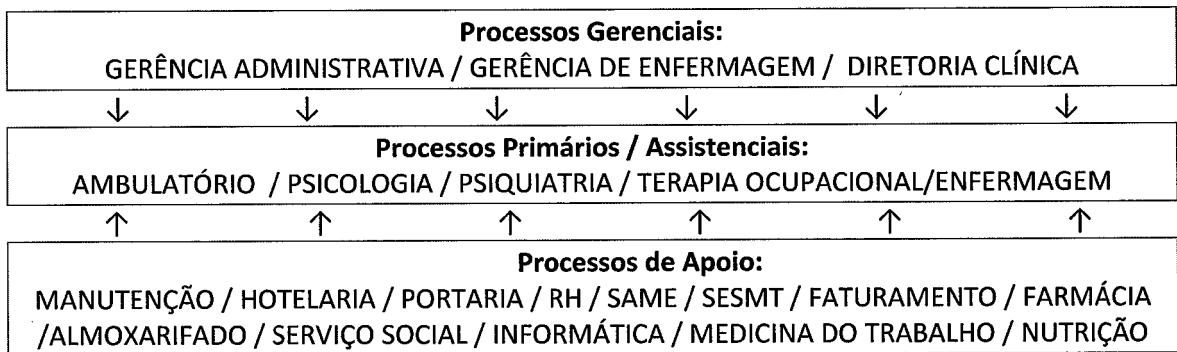 Processos Gerenciais:
GERÊNCIA ADMINISTRATIVA / GERÊNCIA DE ENFERMAGEM / DIRETORIA CLÍNICA
↓ ↓ ↓ ↓ ↓ ↓
Processos Primários / Assistenciais:
AMBULATÓRIO / PSICOLOGIA / PSIQUIATRIA / TERAPIA OCUPACIONAL/ENFERMAGEM
↑ ↑ ↑ ↑ ↑ ↑
Processos de Apoio:
MANUTENÇÃO / HOTELARIA / PORTARIA / RH / SAME / SESMT / FATURAMENTO / FARMÁCIA
/ALMOXARIFADO / SERVIÇO SOCIAL / INFORMÁTICA / MEDICINA DO TRABALHO / NUTRIÇÃO